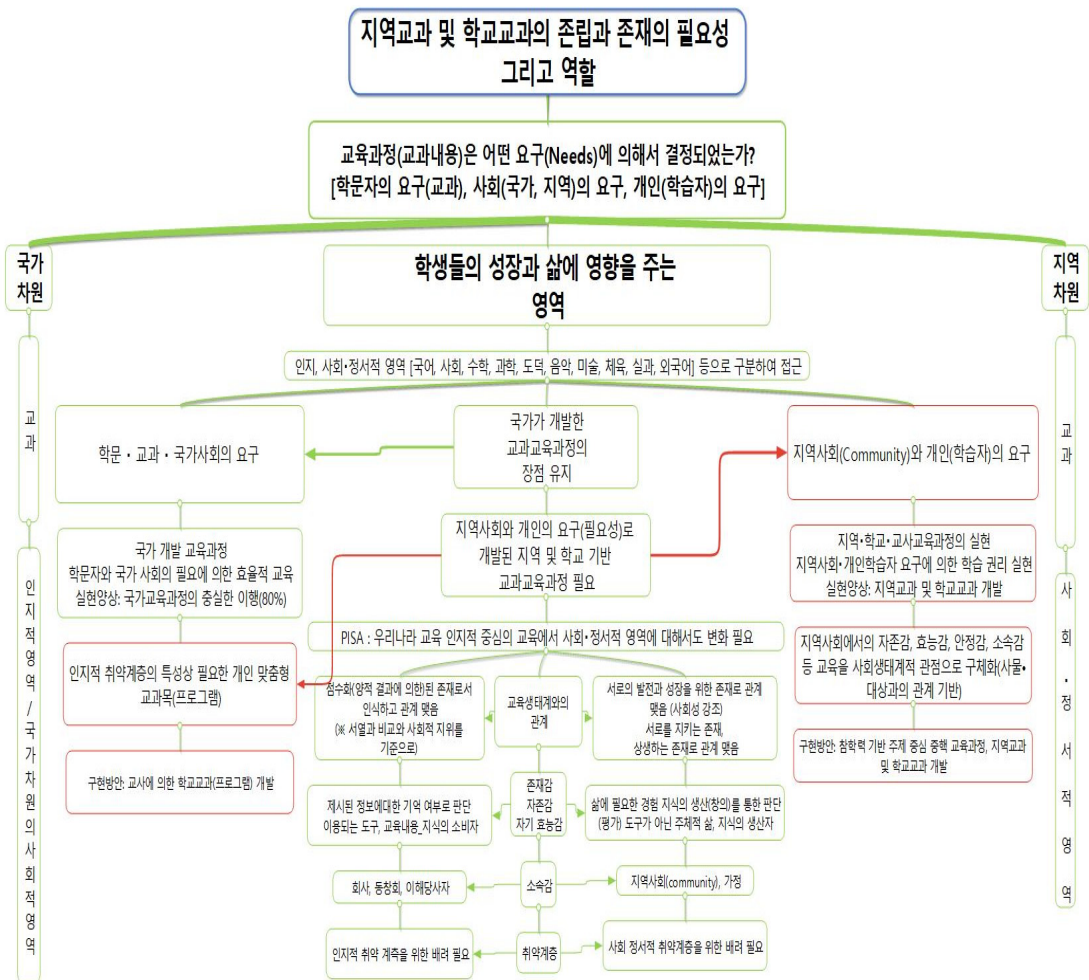 지역교과 및 학교교과의 존립과 존재의 필요성
그리고 역할
교육과정(교과내용)은 어떤 요구(Needs)에 의해서 결정되었는가?
[학문자의 요구(교과), 사회(국가, 지역)의 요구, 개인(학습자)의 요구]
국가
차원
학생들의 성장과 삶에 영향을 주는
영역
지역
차원
인지, 사회•정서적 영역 [국어, 사회, 수학, 과학, 도덕, 음악, 미술, 체육, 실과, 외국어] 등으로 구분하여 접근
교과
학문・교과・국가사회의 요구
국가가 개발한
교과교육과정의
장점 유지
지역사회(Community)와 개인(학습자)의 요구
교과
국가 개발 교육과정
학문자와 국가 사회의 필요에 의한 효율적 교육
실현양상: 국가교육과정의 충실한 이행(80%)
지역사회와 개인의 요구(필요성)로
개발된 지역 및 학교 기반
교과교육과정 필요
지역•학교•교사교육과정의 실현
지역사회•개인학습자 요구에 의한 학습 권리 실현
실현양상: 지역교과 및 학교교과 개발
인지적영역/국가차원의사회적영역
사회•정서적영역
PISA : 우리나라 교육 인지적 중심의 교육에서 사회•정서적 영역에 대해서도 변화 필요
인지적 취약계층의 특성상 필요한 개인 맞춤형
교과목(프로그램)
점수화(양적 결과에 의한)된 존재로서
인식하고 관계 맺음
(※ 서열과 비교와 사회적 지위를
기준으로)
교육생태계와의
관계
서로의 발전과 성장을 위한 존재로 관계
맺음 (사회성 강조)
서로를 지키는 존재,
상생하는 존재로 관계 맺음
지역사회에서의 자존감, 효능감, 안정감, 소속감
등 교육을 사회생태계적 관점으로 구체화(사물•
대상과의 관계 기반)
구현방안: 교사에 의한 학교교과(프로그램) 개발
구현방안: 참학력 기반 주제 중심 중핵 교육과정, 지역교과
및 학교교과 개발
제시된 정보에대한 기억 여부로 판단
이용되는 도구, 교육내용_지식의 소비자
존재감
자존감
자기 효능감
삶에 필요한 경험 지식의 생산(창의)를 통한 판단
(평가) 도구가 아닌 주체적 삶, 지식의 생산자
회사, 동창회, 이해당사자
소속감
지역사회(community), 가정
인지적 취약 계측을 위한 배려 필요
취약계층
사회 정서적 취약계층을 위한 배려 필요